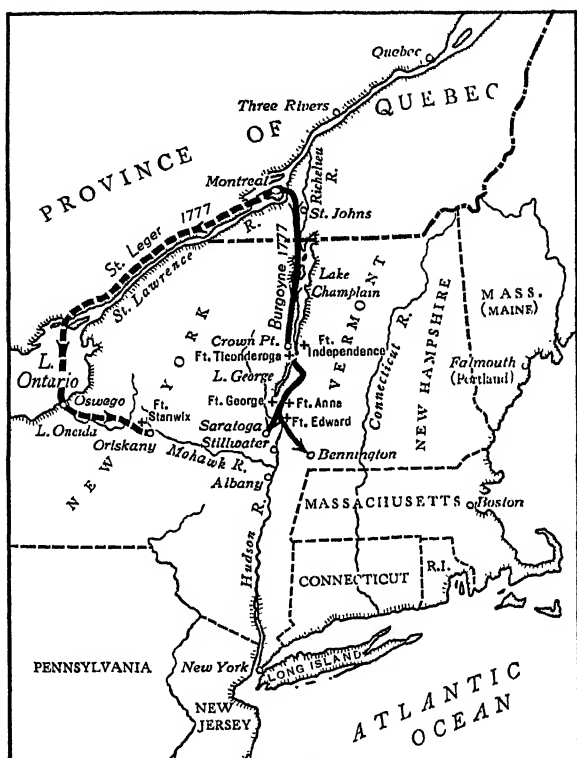 Quebec
PROVINCE OF QUEBEC
Three Rivers
Montreal
Richelieu R.
St. Johns
St. Leger 1777
St. Lawrence R.
Burgoyne 1777
Lake Champlain
VERMONT
Connecticut R.
NEW HAMPSHIRE
MASS.
(MAINE)
Crown Pt.
Ft. Ticonderoga
Ft. Independence
L. Ontario
NEW YORK
L. George
Falmouth
(Portland)
Oswego
Ft. Stanwix
Ft. George
Ft. Anna
Ft. Edward
L. Oneida
Oriskany
Saratoga
Stillwater
Mohawk R.
Bennington
Albany
MASSACHUSETTS
Boston
Hudson R.
CONNECTICUT
R.I.
PENNSYLVANIA
New York
LONG ISLAND
NEW JERSEY
ATLANTIC OCEAN